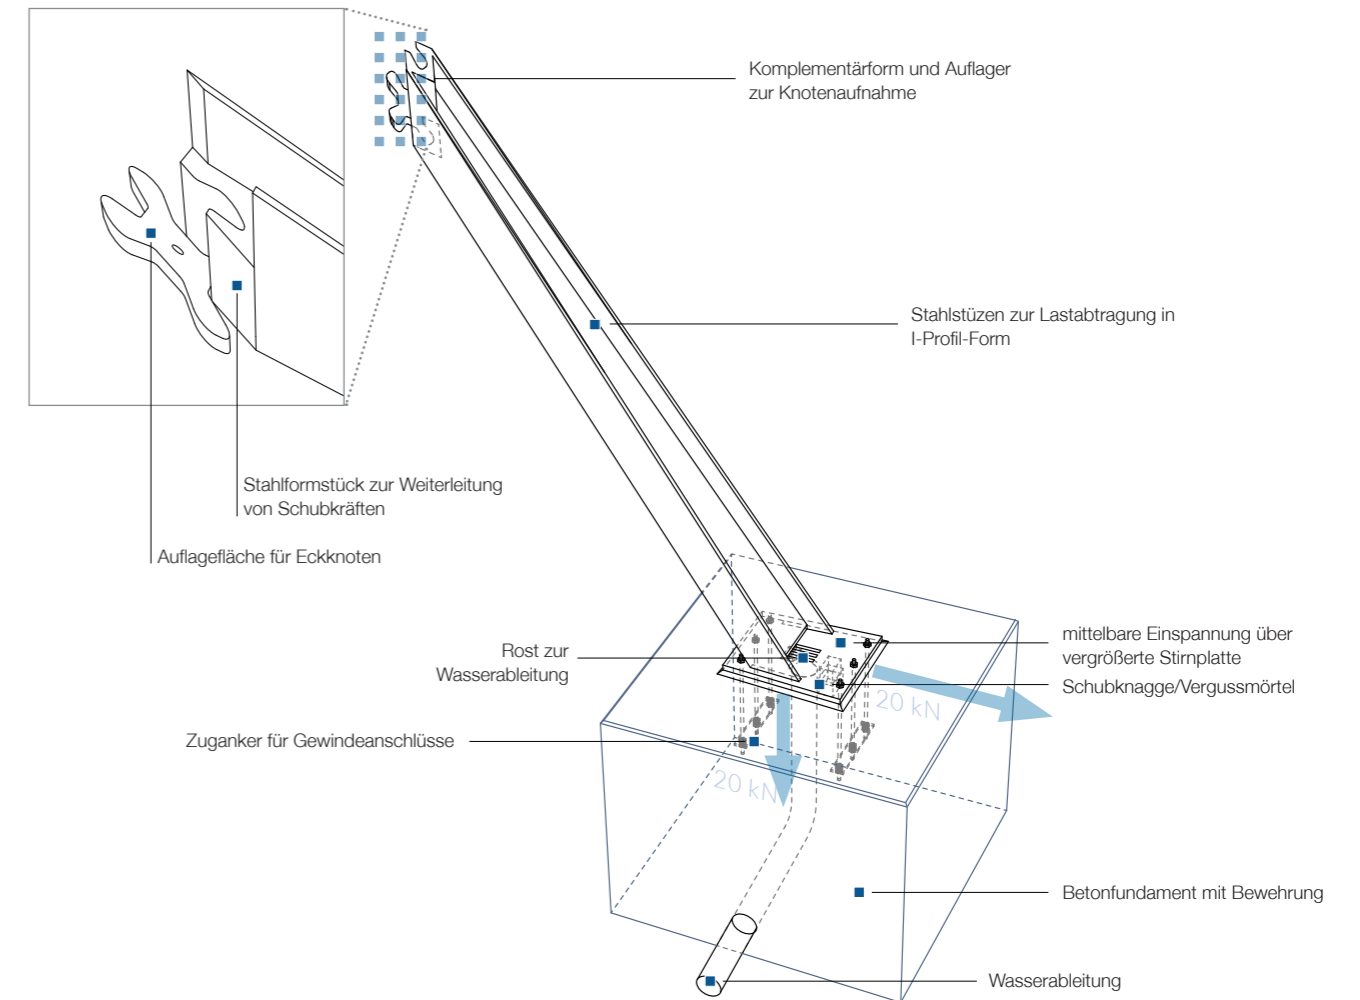 Komplementärform und Auflager
zur Knotenaufnahme
Stahlstüzen zur Lastabtragung in
I-Profil-Form
Stahlformstück zur Weiterleitung
von Schubkräften
Auflagefläche für Eckknoten
Rost zur
Wasserableitung
mittelbare Einspannung über
vergrößerte Stirnplatte
Schubknagge/Vergussmörtel
20 kN
Zuganker für Gewindeanschlüsse
20 kN
Betonfundament mit Bewehrung
Wasserableitung